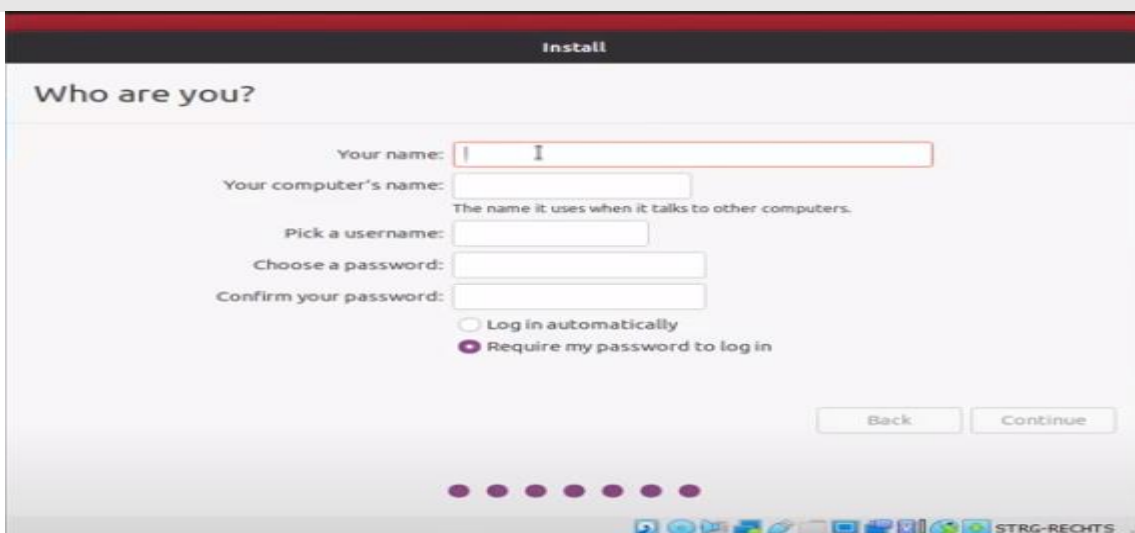 Install
Who are you?
Your name:
Your computer's name:
The name it uses when it talks to other computers.
Pick a username:
Choose a password:
Confirm your password:
Log in automatically
Require my password to log in
Back Continue
STRG-RECHTS